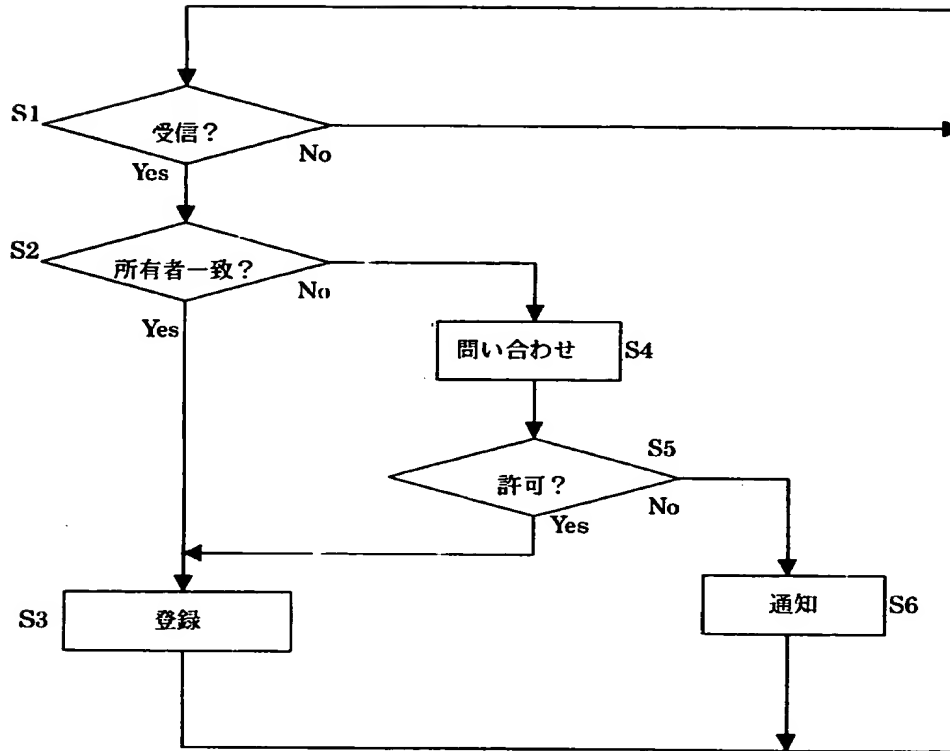 S1
受信？
Yes
No
S2
所有者一致？
No
Yes
問い合わせ
S4
S5
許可？
Yes
No
S3
登録
通知
S6